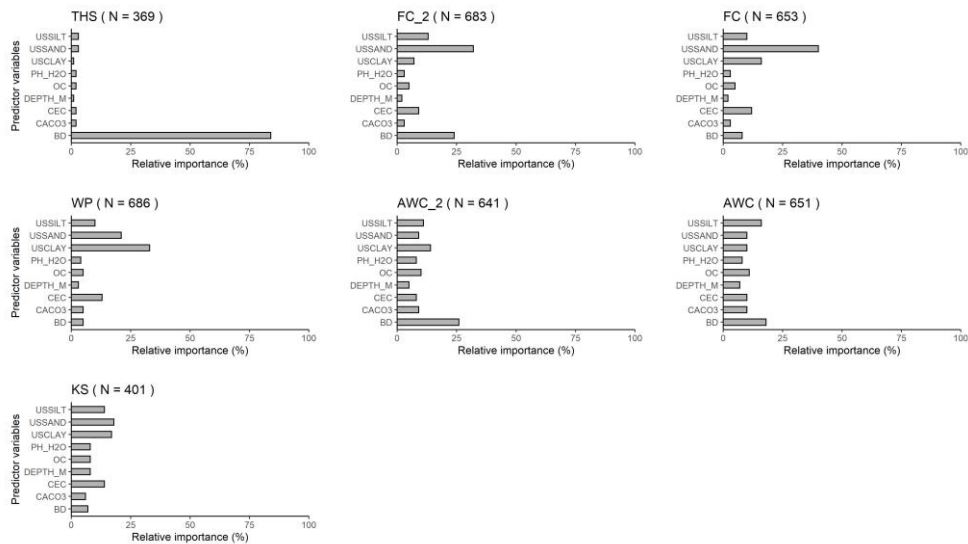 THS ( N = 369 )
Predictor variables
USSILT
USSAND
USCLAY
PH_H2O
OC
DEPTH_M
CEC
CACO3
BD
0 25 50 75 100
Relative importance (%)
FC_2 ( N = 683 )
USSILT
USSAND
USCLAY
PH_H2O
OC
DEPTH_M
CEC
CACO3
BD
0 25 50 75 100
Relative importance (%)
FC ( N = 653 )
USSILT
USSAND
USCLAY
PH_H2O
OC
DEPTH_M
CEC
CACO3
BD
0 25 50 75 100
Relative importance (%)
WP ( N = 686 )
Predictor variables
USSILT
USSAND
USCLAY
PH_H2O
OC
DEPTH_M
CEC
CACO3
BD
0 25 50 75 100
Relative importance (%)
AWC_2 ( N = 641 )
USSILT
USSAND
USCLAY
PH_H2O
OC
DEPTH_M
CEC
CACO3
BD
0 25 50 75 100
Relative importance (%)
AWC ( N = 651 )
USSILT
USSAND
USCLAY
PH_H2O
OC
DEPTH_M
CEC
CACO3
BD
0 25 50 75 100
Relative importance (%)
KS ( N = 401 )
Predictor variables
USSILT
USSAND
USCLAY
PH_H2O
OC
DEPTH_M
CEC
CACO3
BD
0 25 50 75 100
Relative importance (%)